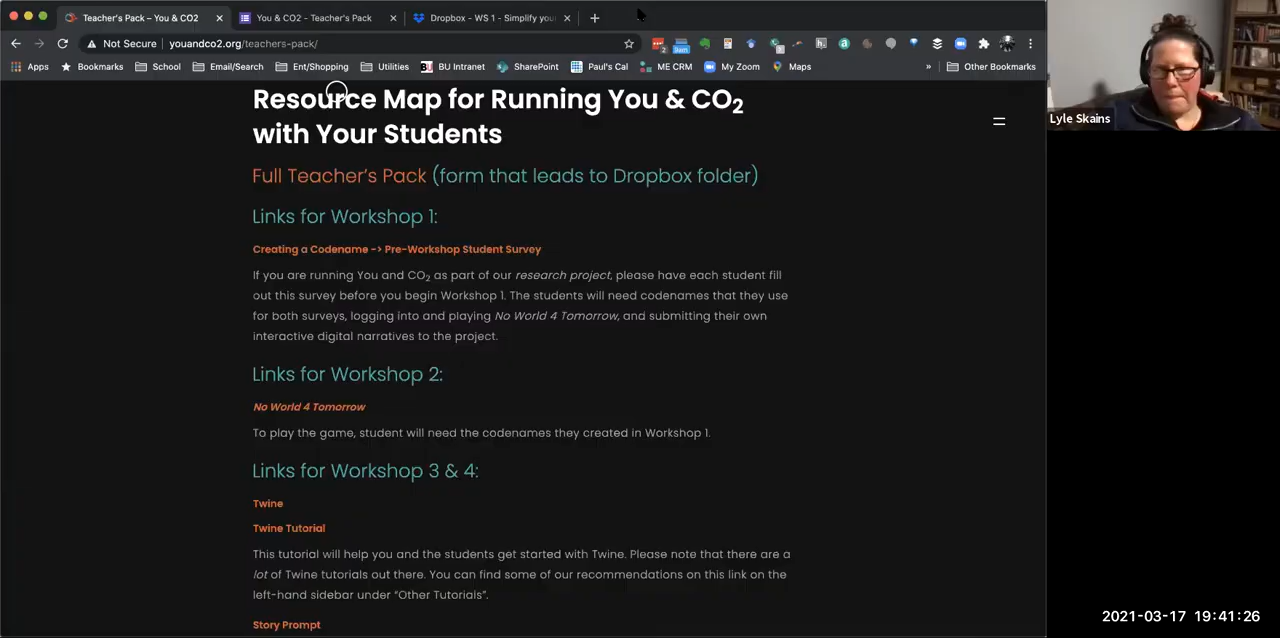 Teacher's Pack – You & CO2
You & CO2 - Teacher's Pack
Dropbox - WS 1 - Simplify you
Not Secure | youandco2.org/teachers-pack/
Apps Bookmarks School Email/Search Ent/Shopping Utilities BU Intranet SharePoint Paul's Cal ME CRM My Zoom Maps » Other Bookmarks
Resource Map for Running You & CO2
with Your Students
Full Teacher's Pack (form that leads to Dropbox folder)
Links for Workshop 1:
Creating a Codename -> Pre-Workshop Student Survey
If you are running You and CO2 as part of our research project, please have each student fill
out this survey before you begin Workshop 1. The students will need codenames that they use
for both surveys, logging into and playing No World 4 Tomorrow, and submitting their own
interactive digital narratives to the project.
Links for Workshop 2:
No World 4 Tomorrow
To play the game, student will need the codenames they created in Workshop 1.
Links for Workshop 3 & 4:
Twine
Twine Tutorial
This tutorial will help you and the students get started with Twine. Please note that there are a
lot of Twine tutorials out there. You can find some of our recommendations on this link on the
left-hand sidebar under "Other Tutorials".
Story Prompt
Lyle Skains
2021-03-17 19:41:26